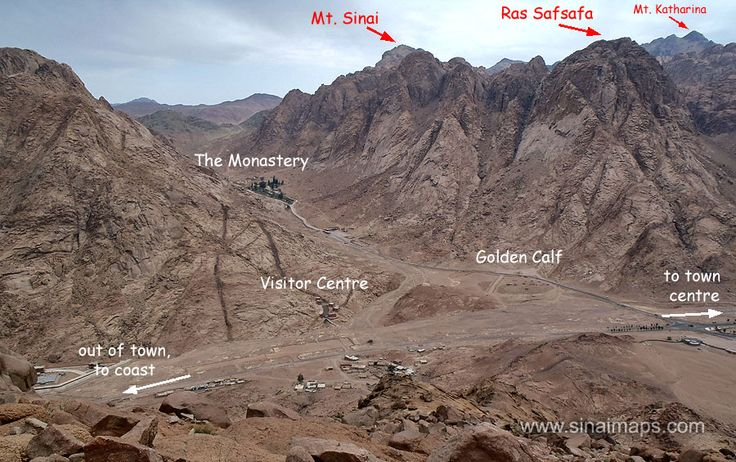 Mt. Sinai
Ras Safsafa
Mt. Katharina
The Monastery
Golden Calf
Visitor Centre
to town
centre
out of town,
to coast
www.sinaimaps.com